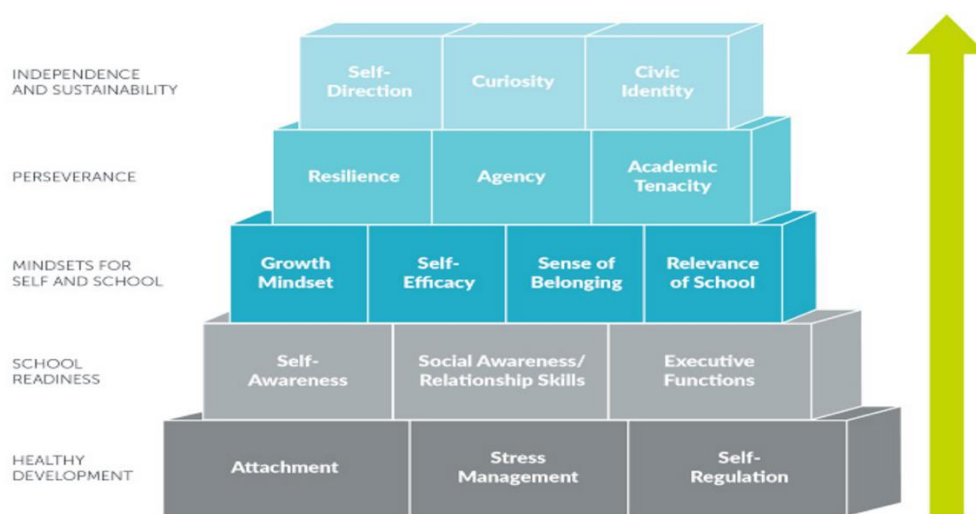 INDEPENDENCE
AND SUSTAINABILITY
Self-
Direction
Curiosity
Civic
Identity
PERSEVERANCE
Resilience
Agency
Academic
Tenacity
MINDSETS FOR
SELF AND SCHOOL
Growth
Mindset
Self-
Efficacy
Sense of
Belonging
Relevance
of School
SCHOOL
READINESS
Self-
Awareness
Social Awareness/
Relationship Skills
Executive
Functions
HEALTHY
DEVELOPMENT
Attachment
Stress
Management
Self-
Regulation